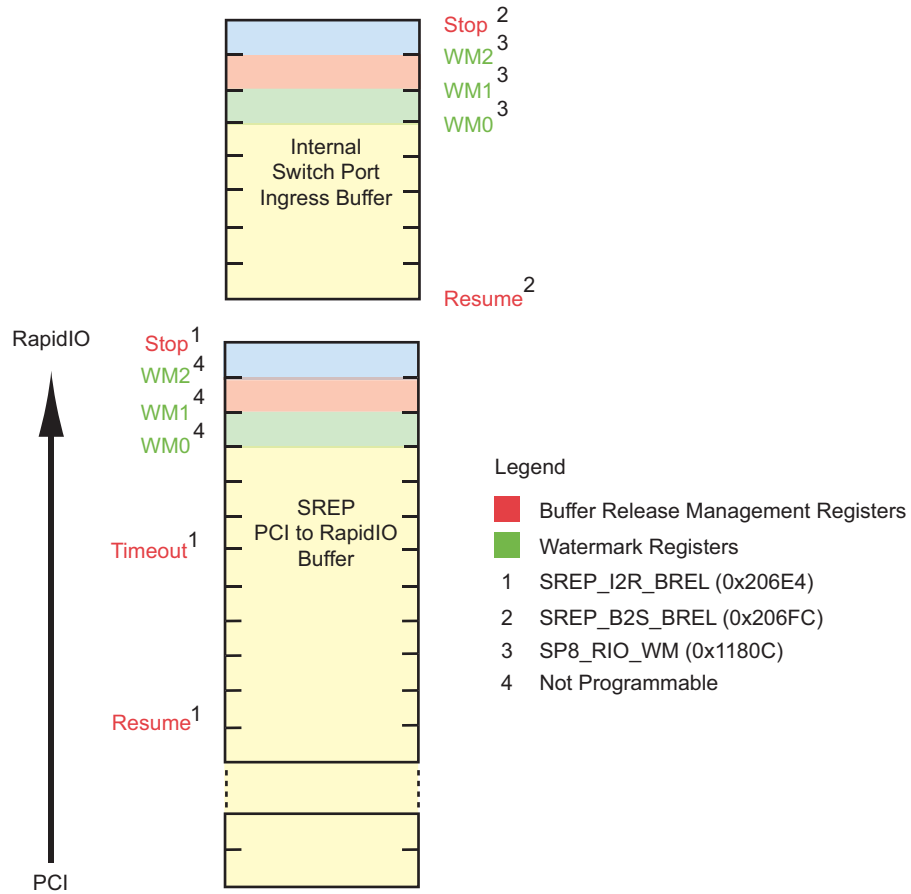 Stop 2
WM2 3
WM1 3
WM0 3
Internal
Switch Port
Ingress Buffer
Resume 2
RapidIO
Stop 1
WM2 4
WM1 4
WM0 4
SREP
PCI to RapidIO
Buffer
Timeout 1
Resume 1
PCI
Legend
Buffer Release Management Registers
Watermark Registers
1 SREP_I2R_BREL (0x206E4)
2 SREP_B2S_BREL (0x206FC)
3 SP8_RIO_WM (0x1180C)
4 Not Programmable